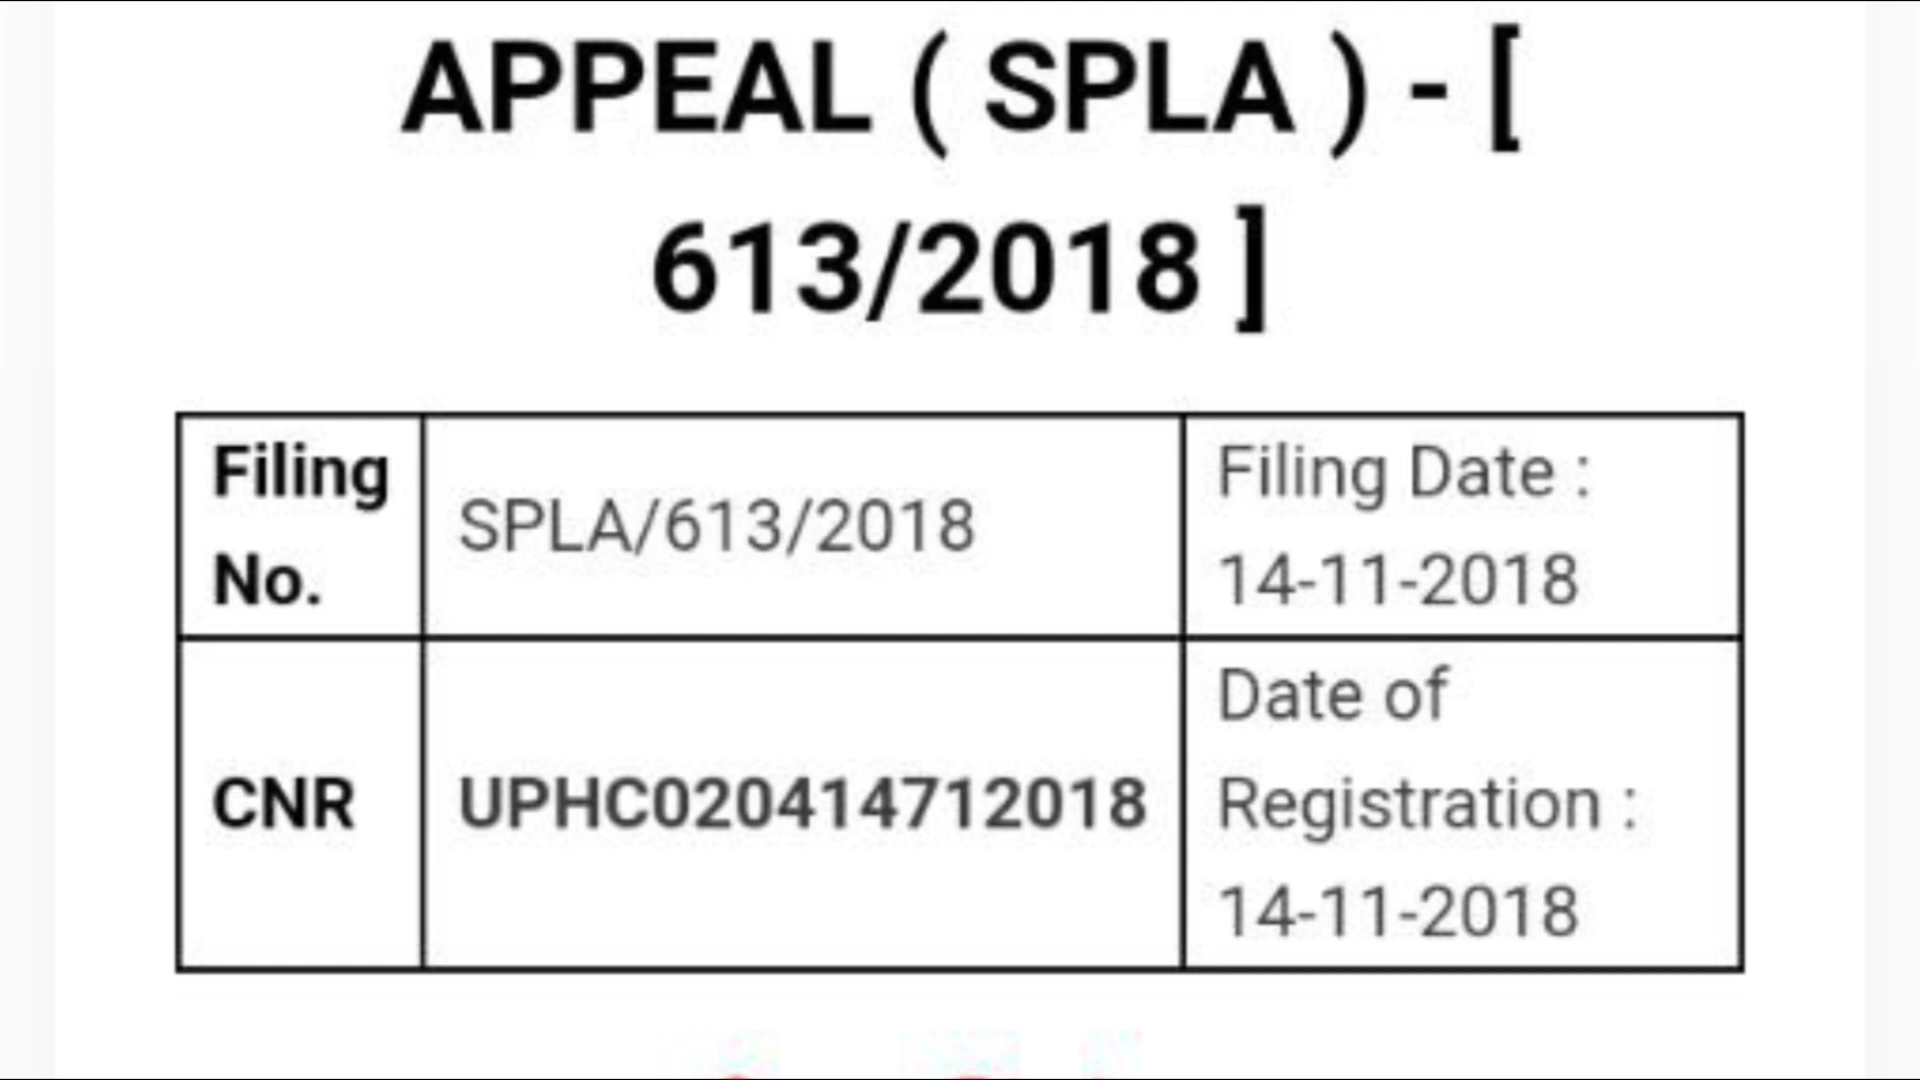 APPEAL ( SPLA ) - [
613/2018 ]
Filing
No.
SPLA/613/2018
Filing Date :
14-11-2018
CNR
UPHC020414712018
Date of
Registration :
14-11-2018